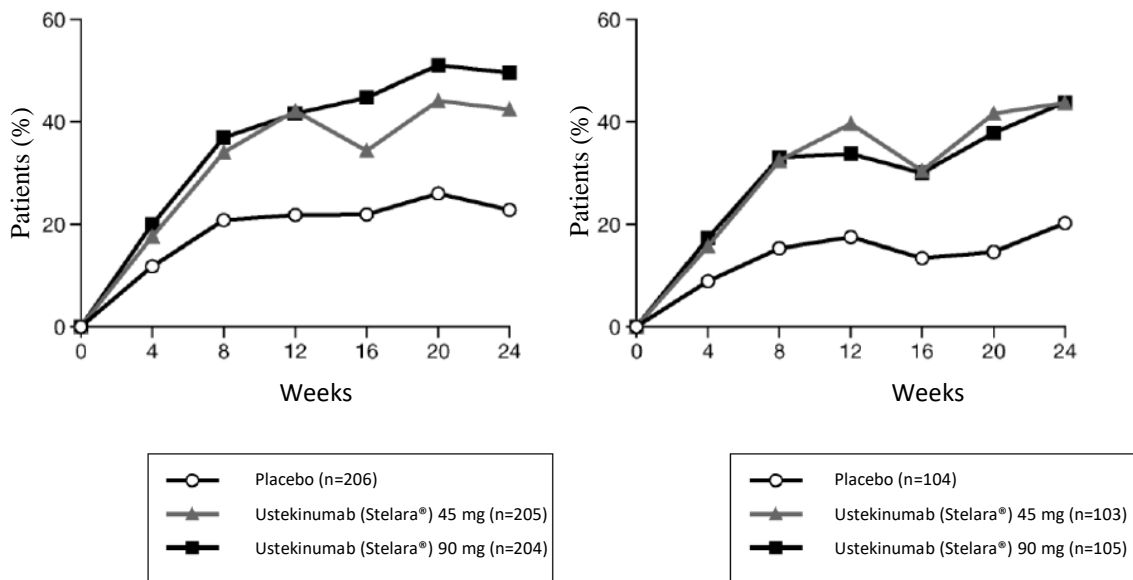 60
40
20
0
Patients (%)
0 4 8 12 16 20 24
Weeks
Placebo (n=206)
Ustekinumab (Stelara®) 45 mg (n=205)
Ustekinumab (Stelara®) 90 mg (n=204)
60
40
20
0
Patients (%)
0 4 8 12 16 20 24
Weeks
Placebo (n=104)
Ustekinumab (Stelara®) 45 mg (n=103)
Ustekinumab (Stelara®) 90 mg (n=105)